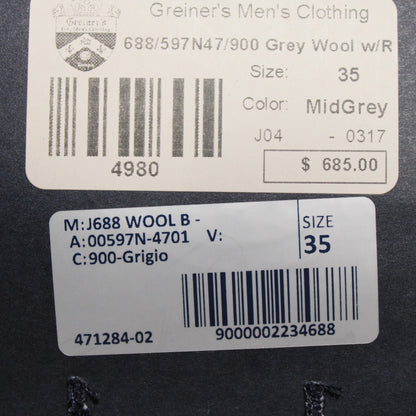 Greiner's
Greiner's Men's Clothing
688/597N47/900 Grey Wool w/R
Size: 35
Color: MidGrey
J04 - 0317
4980
$ 685.00
M:J688 WOOL B -
A:00597N-4701 V:
C:900-Grigio
SIZE
35
471284-02
9000002234688